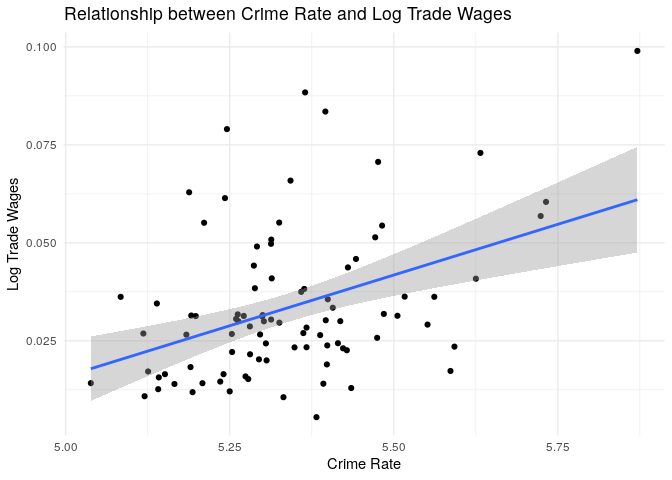 Relationship between Crime Rate and Log Trade Wages
Log Trade Wages
0.100
0.075
0.050
0.025
5.00 5.25 5.50 5.75
Crime Rate